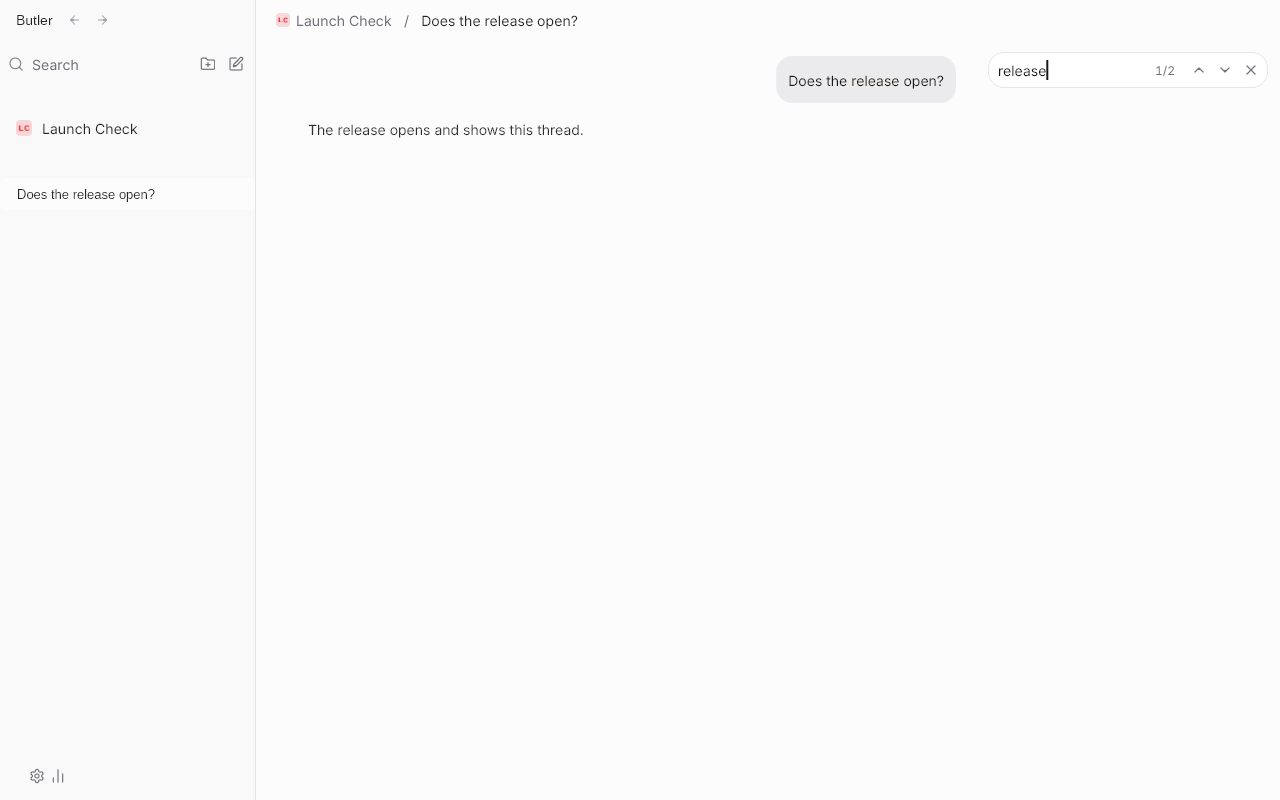 Butler
Search
LC Launch Check
Does the release open?
LC Launch Check / Does the release open?
release 1/2
Does the release open?
The release opens and shows this thread.